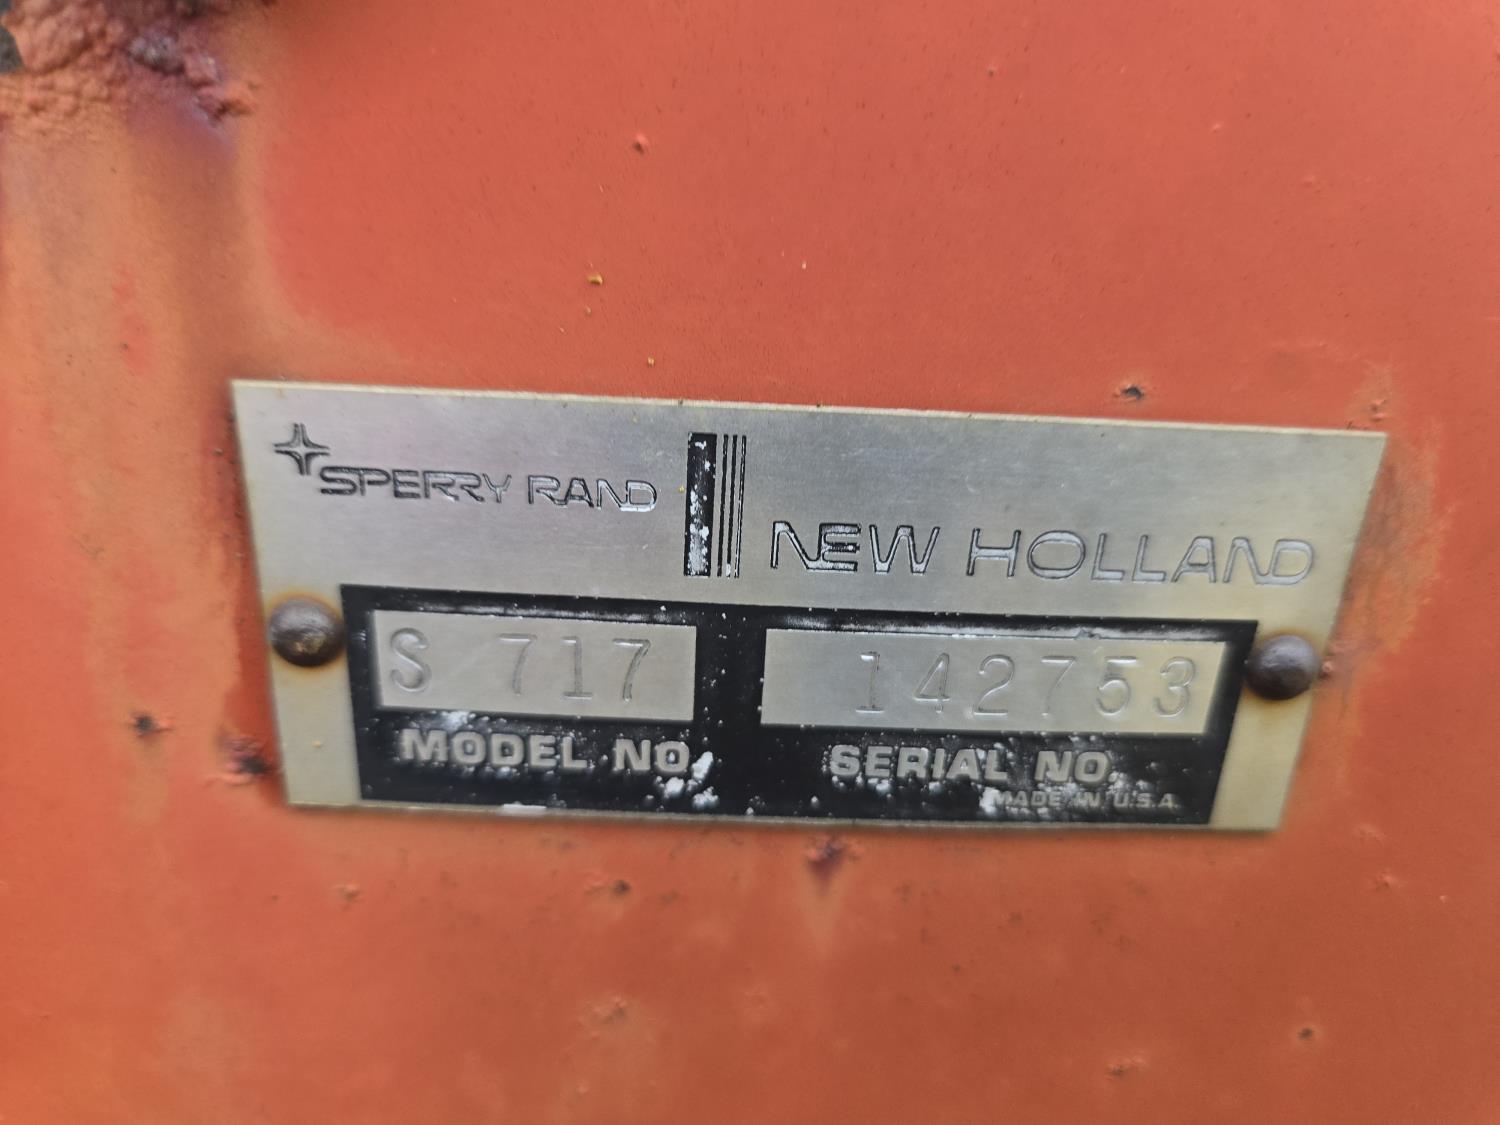 SPERRY RAND
NEW HOLLAND
S 717
142753
MODEL NO.
SERIAL NO.
MADE IN U.S.A.